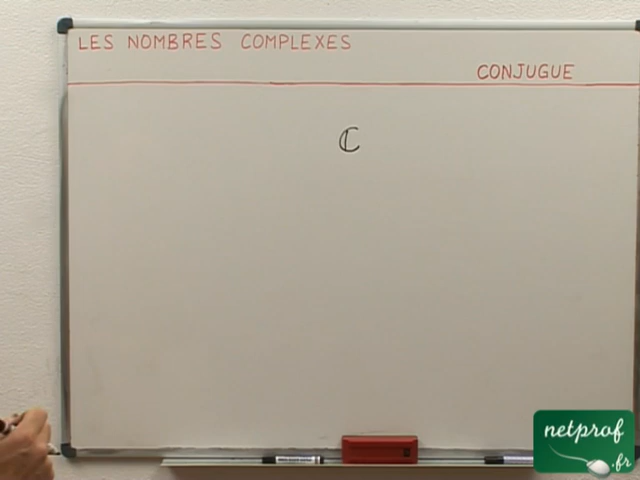 LES NOMBRES COMPLEXES
CONJUGUE
ℂ
netprof
.fr